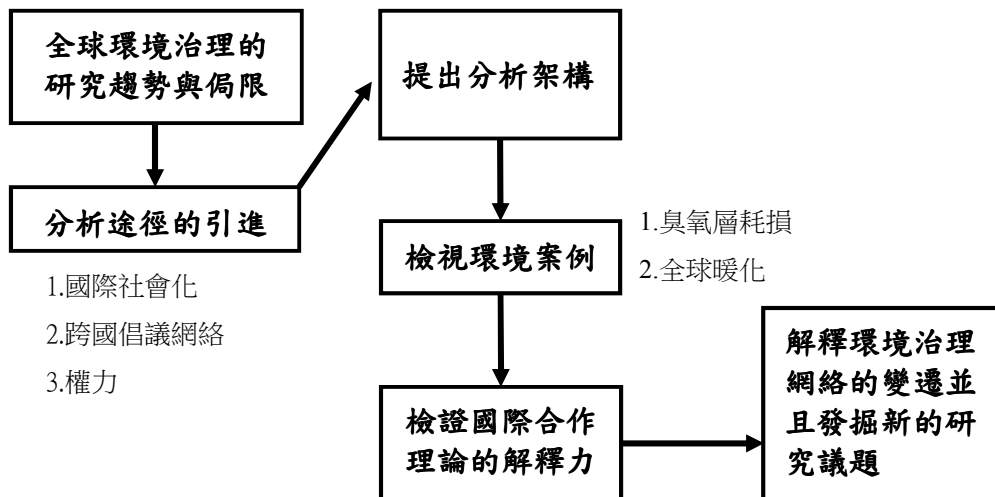 全球環境治理的
研究趨勢與侷限
分析途徑的引進
1.國際社會化
2.跨國倡議網絡
3.權力
提出分析架構
檢視環境案例
1.臭氧層耗損
2.全球暖化
檢證國際合作
理論的解釋力
解釋環境治理
網絡的變遷並
且發掘新的研
究議題